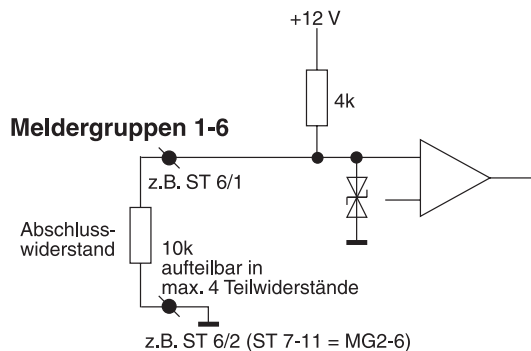 +12 V
4k
Meldergruppen 1-6
z.B. ST 6/1
Abschluss-
widerstand
10k
aufteilbar in
max. 4 Teilwiderstände
z.B. ST 6/2 (ST 7-11 = MG2-6)